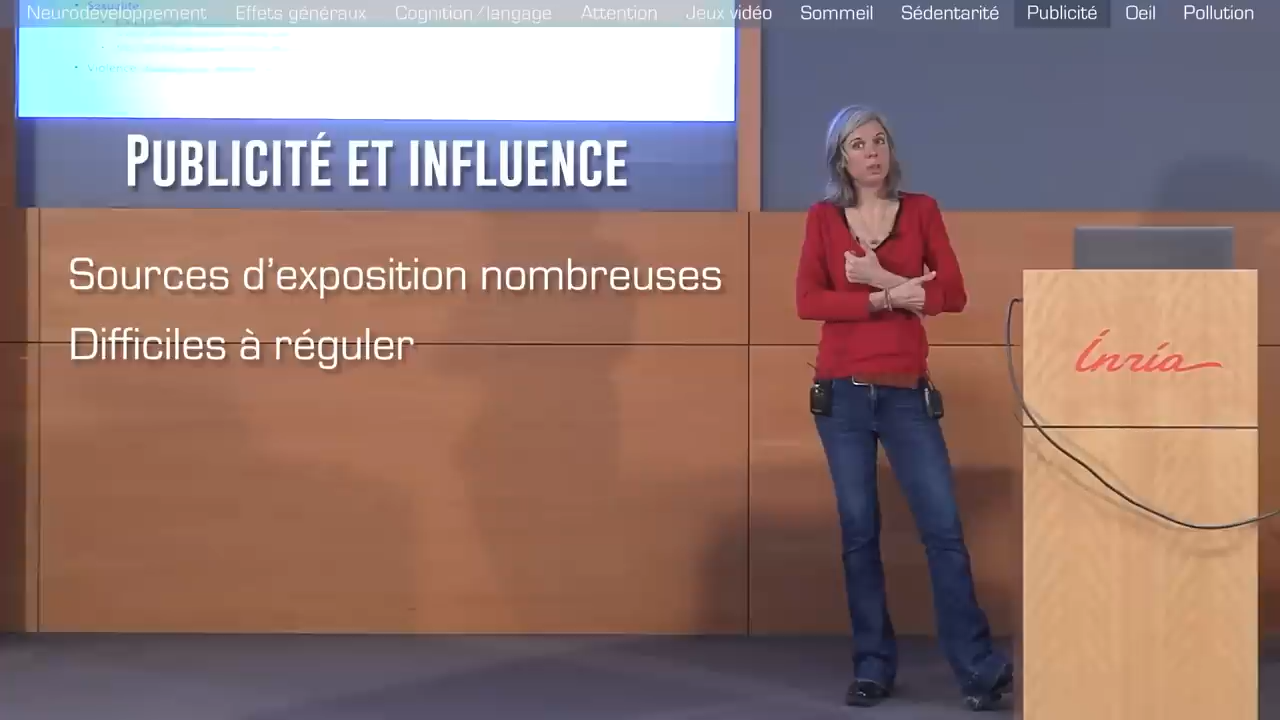 Neurodéveloppement Effets généraux Cognition/langage Attention Jeux vidéo Sommeil Sédentarité Publicité Oeil Pollution
PUBLICITÉ ET INFLUENCE
Sources d'exposition nombreuses
Difficiles à réguler
Inria